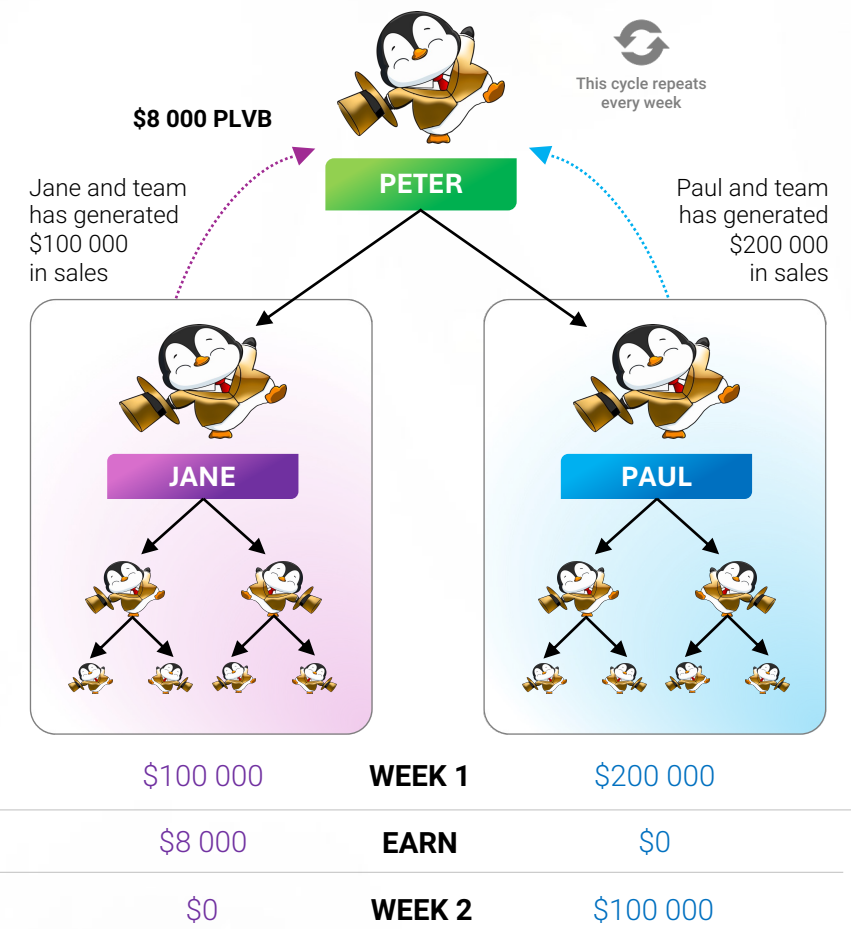 This cycle repeats
every week
$8 000 PLVB
PETER
Jane and team
has generated
$100 000
in sales
Paul and team
has generated
$200 000
in sales
JANE
PAUL
$100 000 WEEK 1 $200 000
$8 000 EARN $0
$0 WEEK 2 $100 000